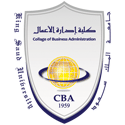 كلية إدارة الأعمال
College of Business Administration
King Saud University
جامعة الملك سعود
CBA
1959